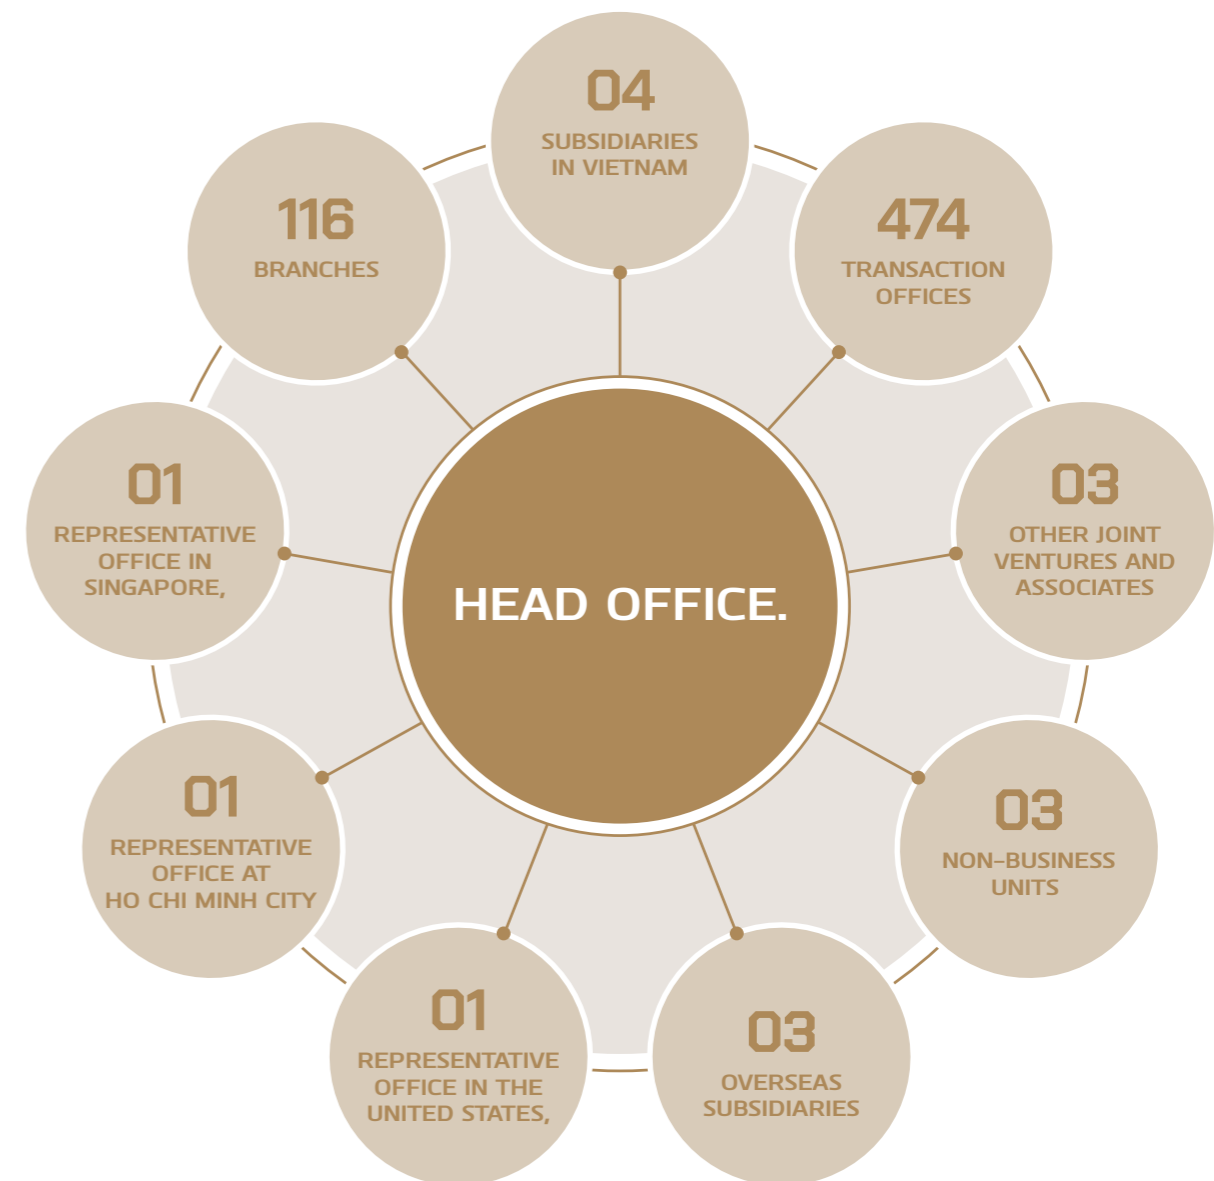 04
SUBSIDIARIES
IN VIETNAM
474
TRANSACTION
OFFICES
03
OTHER JOINT
VENTURES AND
ASSOCIATES
03
NON-BUSINESS
UNITS
03
OVERSEAS
SUBSIDIARIES
01
REPRESENTATIVE
OFFICE IN THE
UNITED STATES,
01
REPRESENTATIVE
OFFICE AT
HO CHI MINH CITY
01
REPRESENTATIVE
OFFICE IN
SINGAPORE,
116
BRANCHES
HEAD OFFICE.